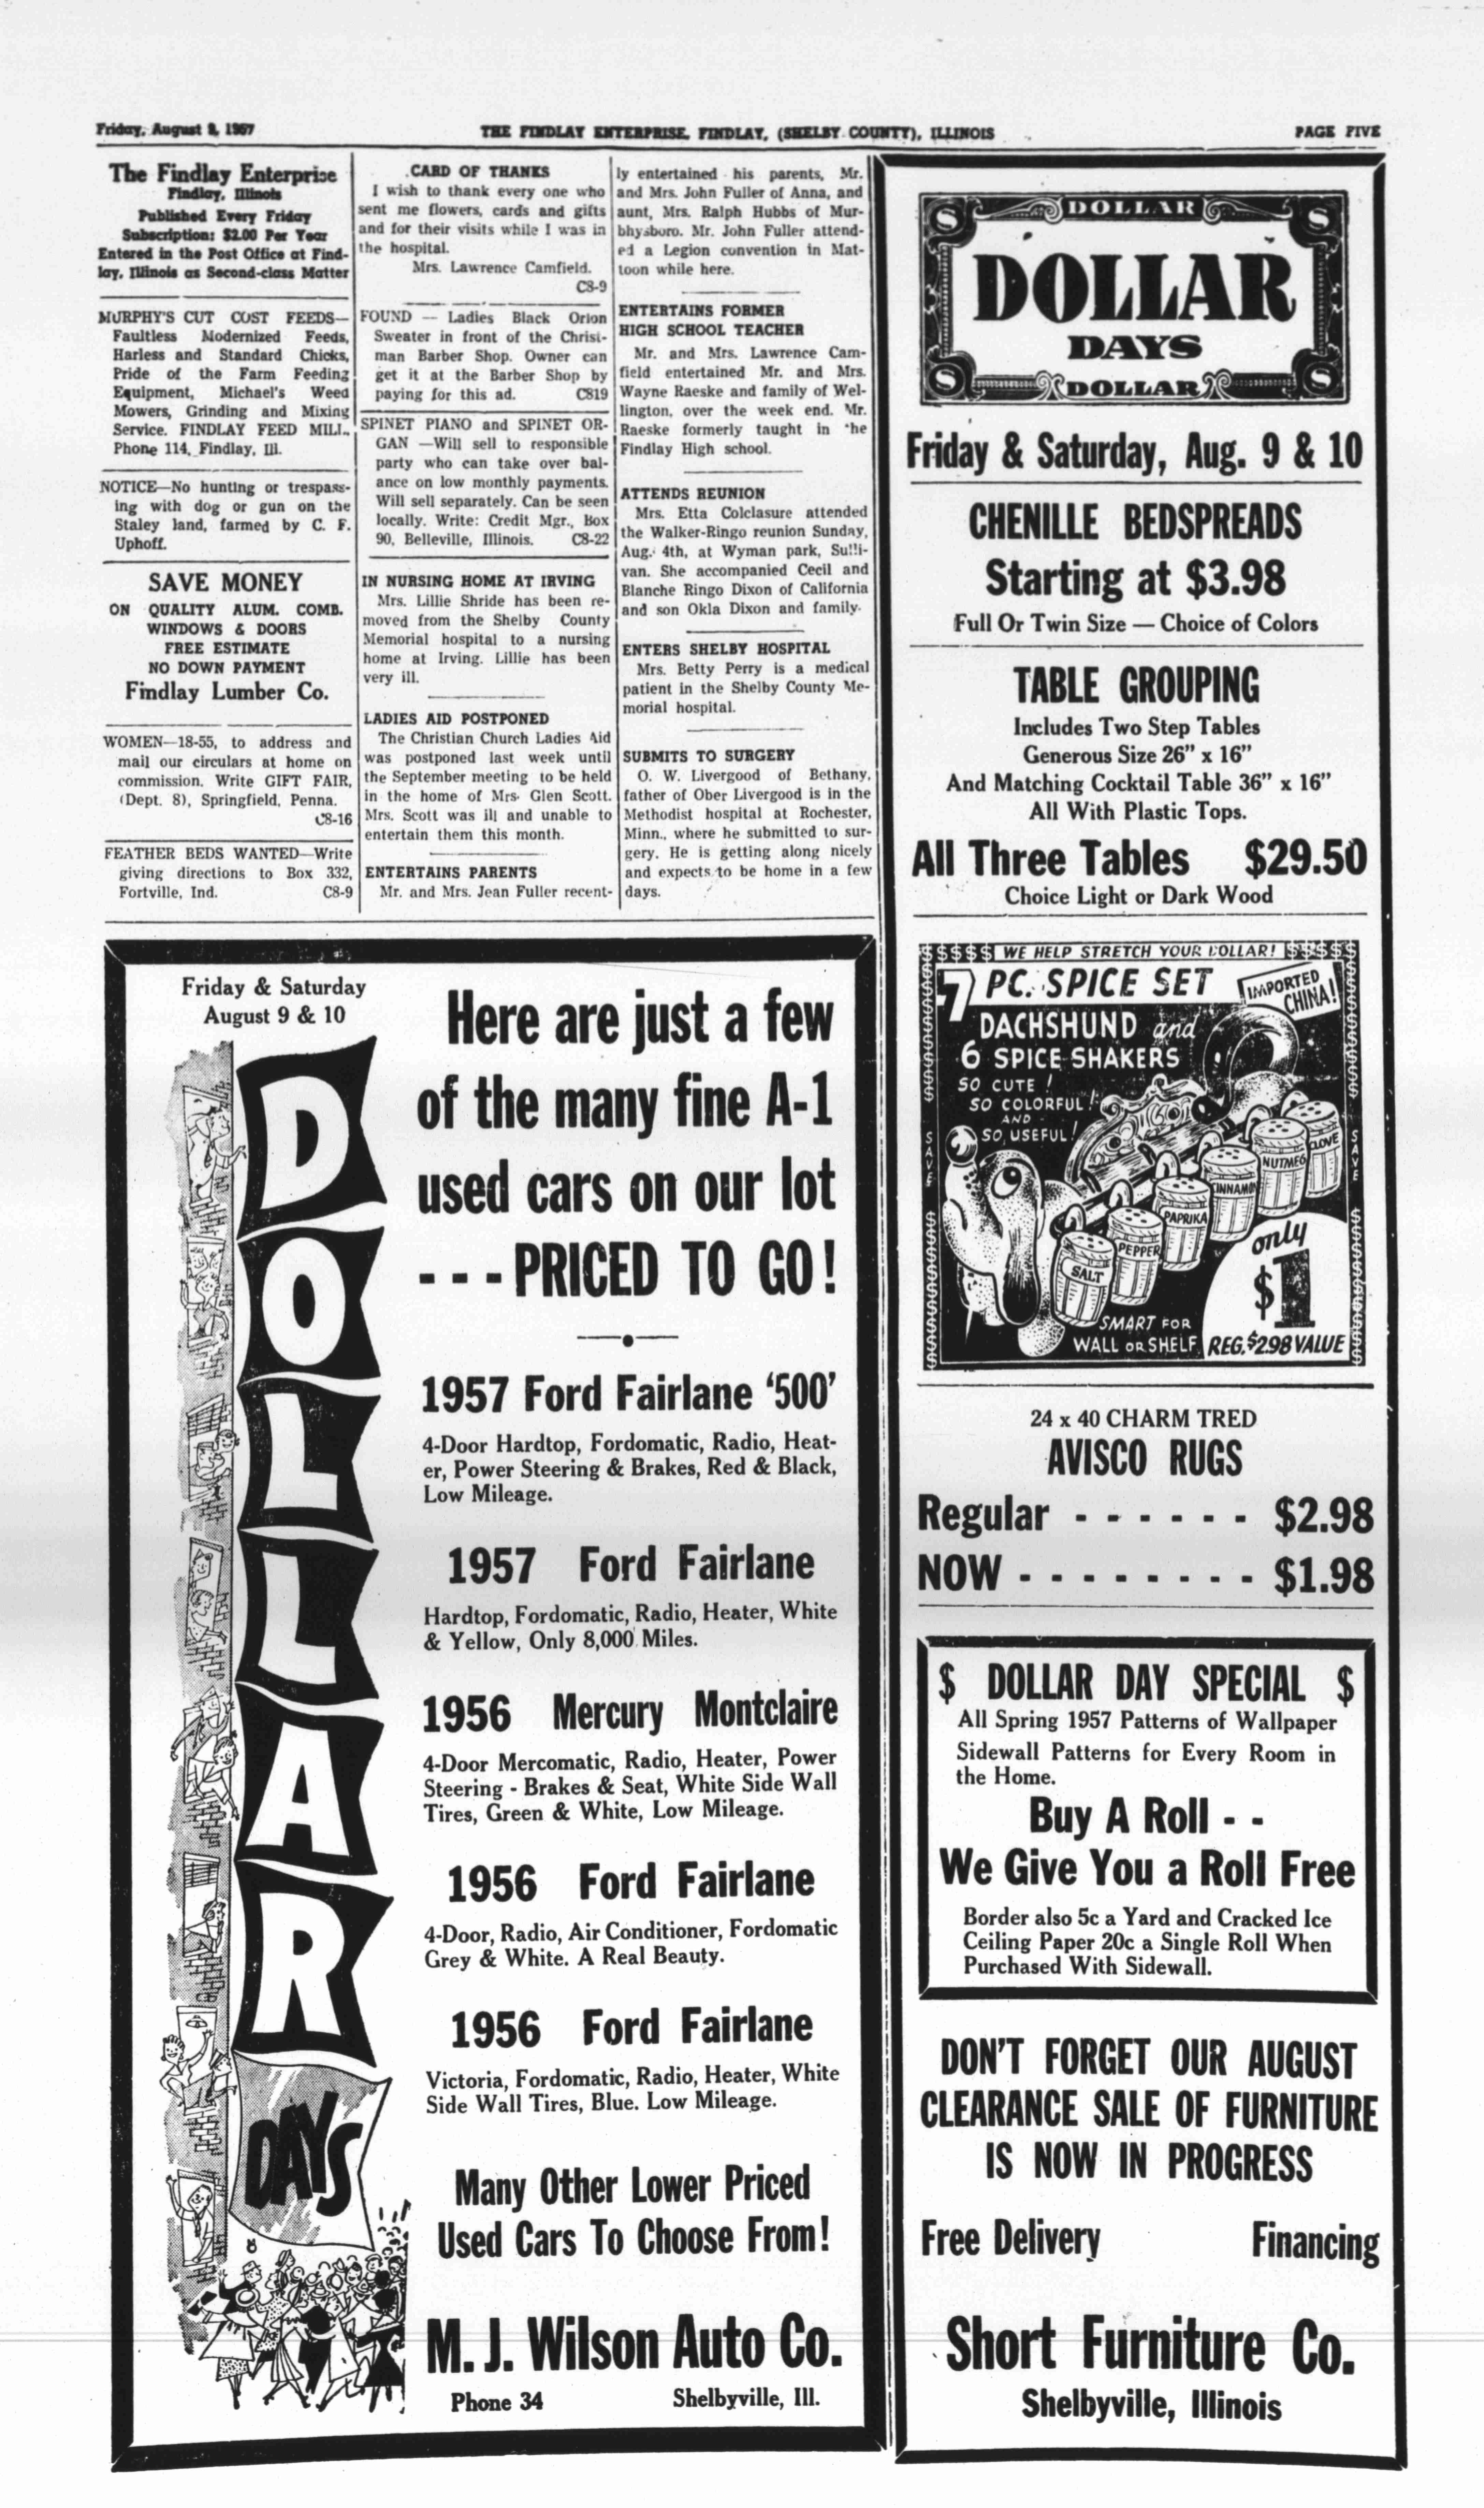 Friday, August 9, 1957
THE FINDLAY ENTERPRISE, FINDLAY, (SHELBY COUNTY), ILLINOIS
PAGE FIVE
The Findlay Enterprise
Findlay, Illinois
Published Every Friday
Subscription: $2.00 Per Year
Entered in the Post Office at Find-
lay, Illinois as Second-class Matter
MURPHY'S CUT COST FEEDS—
Faultless Modernized Feeds,
Harless and Standard Chicks,
Pride of the Farm Feeding
Equipment, Michael's Weed
Mowers, Grinding and Mixing
Service. FINDLAY FEED MILL,
Phone 114, Findlay, Ill.
NOTICE—No hunting or trespass-
ing with dog or gun on the
Staley land, farmed by C. F.
Uphoff.
SAVE MONEY
ON QUALITY ALUM. COMB.
WINDOWS & DOORS
FREE ESTIMATE
NO DOWN PAYMENT
Findlay Lumber Co.
WOMEN—18-55, to address and
mail our circulars at home on
commission. Write GIFT FAIR,
(Dept. 8), Springfield, Penna.
C8-16
FEATHER BEDS WANTED—Write
giving directions to Box 332,
Fortville, Ind. C8-9
CARD OF THANKS
I wish to thank every one who
sent me flowers, cards and gifts
and for their visits while I was in
the hospital.
Mrs. Lawrence Camfield.
C8-9
FOUND — Ladies Black Orlon
Sweater in front of the Christ-
man Barber Shop. Owner can
get it at the Barber Shop by
paying for this ad. C819
SPINET PIANO and SPINET OR-
GAN —Will sell to responsible
party who can take over bal-
ance on low monthly payments.
Will sell separately. Can be seen
locally. Write: Credit Mgr., Box
90, Belleville, Illinois. C8-22
IN NURSING HOME AT IRVING
Mrs. Lillie Shride has been re-
moved from the Shelby County
Memorial hospital to a nursing
home at Irving. Lillie has been
very ill.
LADIES AID POSTPONED
The Christian Church Ladies Aid
was postponed last week until
the September meeting to be held
in the home of Mrs. Glen Scott.
Mrs. Scott was ill and unable to
entertain them this month.
ENTERTAINS PARENTS
Mr. and Mrs. Jean Fuller recent-
ly entertained his parents, Mr.
and Mrs. John Fuller of Anna, and
aunt, Mrs. Ralph Hubbs of Mur-
bhysboro. Mr. John Fuller attend-
ed a Legion convention in Mat-
toon while here.
ENTERTAINS FORMER
HIGH SCHOOL TEACHER
Mr. and Mrs. Lawrence Cam-
field entertained Mr. and Mrs.
Wayne Raeske and family of Wel-
lington, over the week end. Mr.
Raeske formerly taught in the
Findlay High school.
ATTENDS REUNION
Mrs. Etta Colclasure attended
the Walker-Ringo reunion Sunday,
Aug. 4th, at Wyman park, Sulli-
van. She accompanied Cecil and
Blanche Ringo Dixon of California
and son Okla Dixon and family.
ENTERS SHELBY HOSPITAL
Mrs. Betty Perry is a medical
patient in the Shelby County Me-
morial hospital.
SUBMITS TO SURGERY
O. W. Livergood of Bethany,
father of Ober Livergood is in the
Methodist hospital at Rochester,
Minn., where he submitted to sur-
gery. He is getting along nicely
and expects to be home in a few
days.
Friday & Saturday
August 9 & 10
DOLLAR
DAYS
Here are just a few
of the many fine A-1
used cars on our lot
- - - PRICED TO GO!
1957 Ford Fairlane '500'
4-Door Hardtop, Fordomatic, Radio, Heat-
er, Power Steering & Brakes, Red & Black,
Low Mileage.
1957 Ford Fairlane
Hardtop, Fordomatic, Radio, Heater, White
& Yellow, Only 8,000 Miles.
1956 Mercury Montclaire
4-Door Mercomatic, Radio, Heater, Power
Steering - Brakes & Seat, White Side Wall
Tires, Green & White, Low Mileage.
1956 Ford Fairlane
4-Door, Radio, Air Conditioner, Fordomatic
Grey & White. A Real Beauty.
1956 Ford Fairlane
Victoria, Fordomatic, Radio, Heater, White
Side Wall Tires, Blue. Low Mileage.
Many Other Lower Priced
Used Cars To Choose From!
M. J. Wilson Auto Co.
Phone 34 Shelbyville, Ill.
$ DOLLAR $
DOLLAR
DAYS
$ DOLLAR $
Friday & Saturday, Aug. 9 & 10
CHENILLE BEDSPREADS
Starting at $3.98
Full Or Twin Size — Choice of Colors
TABLE GROUPING
Includes Two Step Tables
Generous Size 26" x 16"
And Matching Cocktail Table 36" x 16"
All With Plastic Tops.
All Three Tables $29.50
Choice Light or Dark Wood
$$$$$ WE HELP STRETCH YOUR DOLLAR! $$$$$
7 PC. SPICE SET
IMPORTED
CHINA!
DACHSHUND and
6 SPICE SHAKERS
SO CUTE!
SO COLORFUL!
AND
SO USEFUL!
SAVE
SAVE
CLOVE
NUTMEG
CINNAMON
PAPRIKA
PEPPER
SALT
only
$1
SMART FOR
WALL OR SHELF
REG. $2.98 VALUE
24 x 40 CHARM TRED
AVISCO RUGS
Regular - - - - - - $2.98
NOW - - - - - - - - $1.98
$ DOLLAR DAY SPECIAL $
All Spring 1957 Patterns of Wallpaper
Sidewall Patterns for Every Room in
the Home.
Buy A Roll - -
We Give You a Roll Free
Border also 5c a Yard and Cracked Ice
Ceiling Paper 20c a Single Roll When
Purchased With Sidewall.
DON'T FORGET OUR AUGUST
CLEARANCE SALE OF FURNITURE
IS NOW IN PROGRESS
Free Delivery Financing
Short Furniture Co.
Shelbyville, Illinois